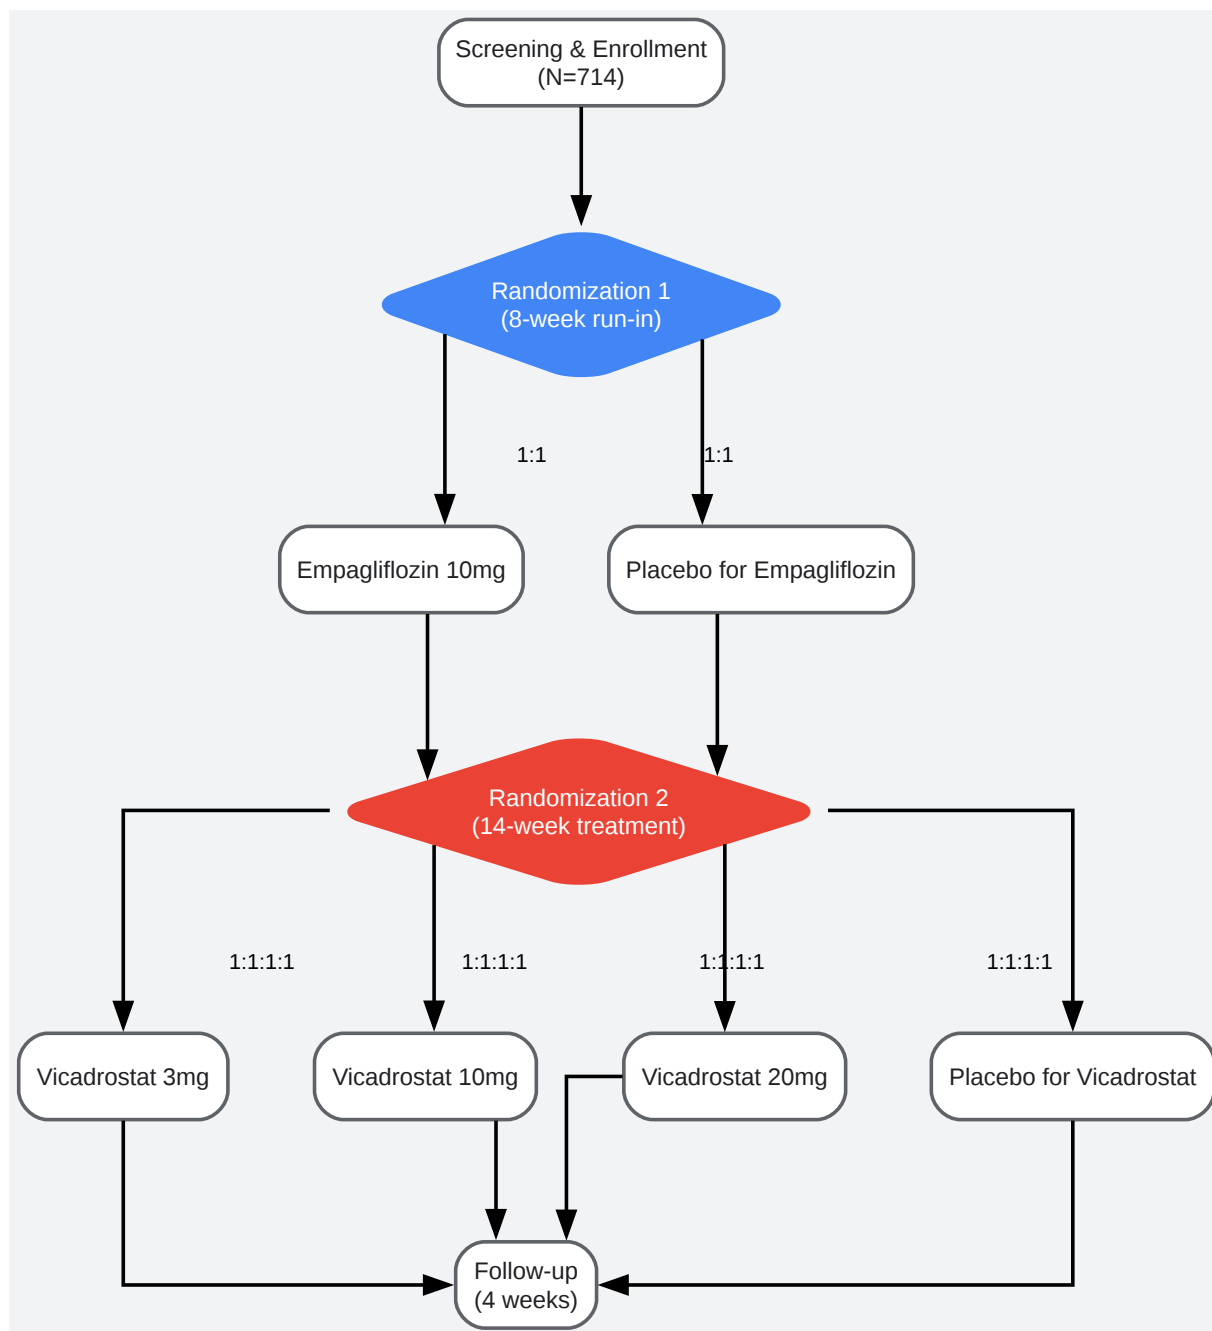 Screening & Enrollment
(N=714)
Randomization 1
(8-week run-in)
1:1
1:1
Empagliflozin 10mg
Placebo for Empagliflozin
Randomization 2
(14-week treatment)
1:1:1:1
1:1:1:1
1:1:1:1
1:1:1:1
Vicadrostat 3mg
Vicadrostat 10mg
Vicadrostat 20mg
Placebo for Vicadrostat
Follow-up
(4 weeks)